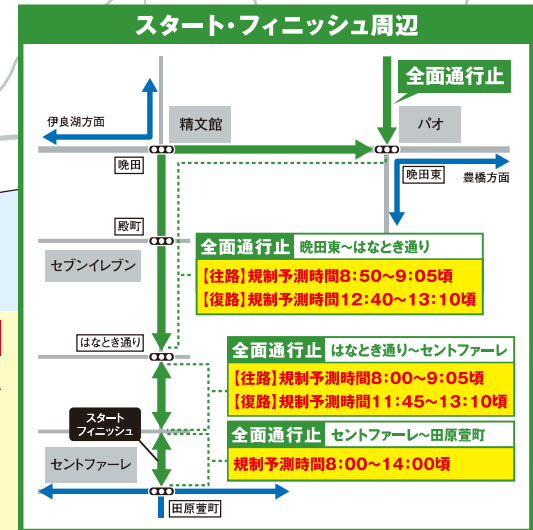 スタート・フィニッシュ周辺
全面通行止
伊良湖方面
精文館
パオ
晩田
晩田東
豊橋方面
殿町
全面通行止 晩田東～はなとき通り
【往路】規制予測時間8:50～9:05頃
【復路】規制予測時間12:40～13:10頃
セブンイレブン
はなとき通り
全面通行止 はなとき通り～セントファーレ
【往路】規制予測時間8:00～9:05頃
【復路】規制予測時間11:45～13:10頃
スタート
フィニッシュ
全面通行止 セントファーレ～田原萱町
規制予測時間8:00～14:00頃
セントファーレ
田原萱町